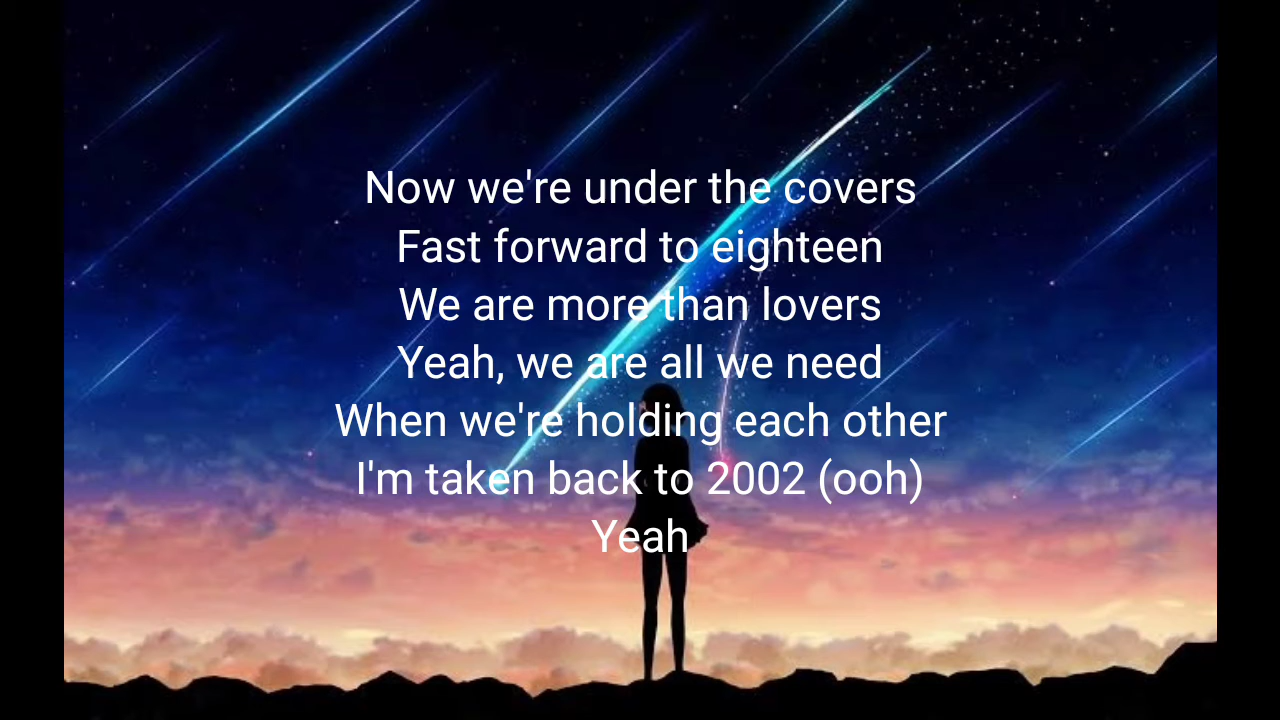 Now we're under the covers
Fast forward to eighteen
We are more than lovers
Yeah, we are all we need
When we're holding each other
I'm taken back to 2002 (ooh)
Yeah